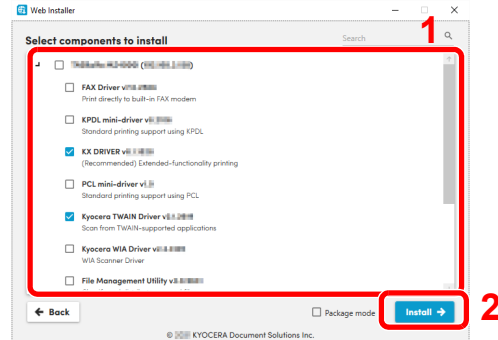 Web Installer
1
Select components to install
Search
FAX Driver
Print directly to built-in FAX modem
KPDL mini-driver
Standard printing support using KPDL
KX DRIVER
(Recommended) Extended-functionality printing
PCL mini-driver
Standard printing support using PCL
Kyocera TWAIN Driver
Scan from TWAIN-supported applications
Kyocera WIA Driver
WIA Scanner Driver
File Management Utility
Back
Package mode
Install
2
© KYOCERA Document Solutions Inc.